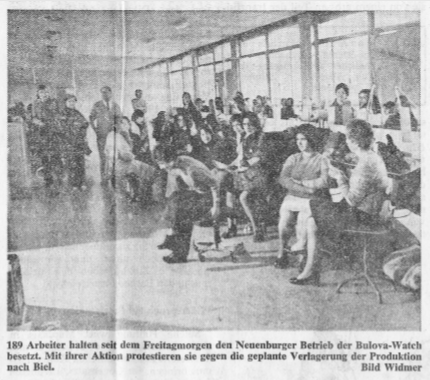 189 Arbeiter halten seit dem Freitagmorgen den Neuenburger Betrieb der Bulova-Watch
besetzt. Mit ihrer Aktion protestieren sie gegen die geplante Verlagerung der Produktion
nach Biel. Bild Widmer